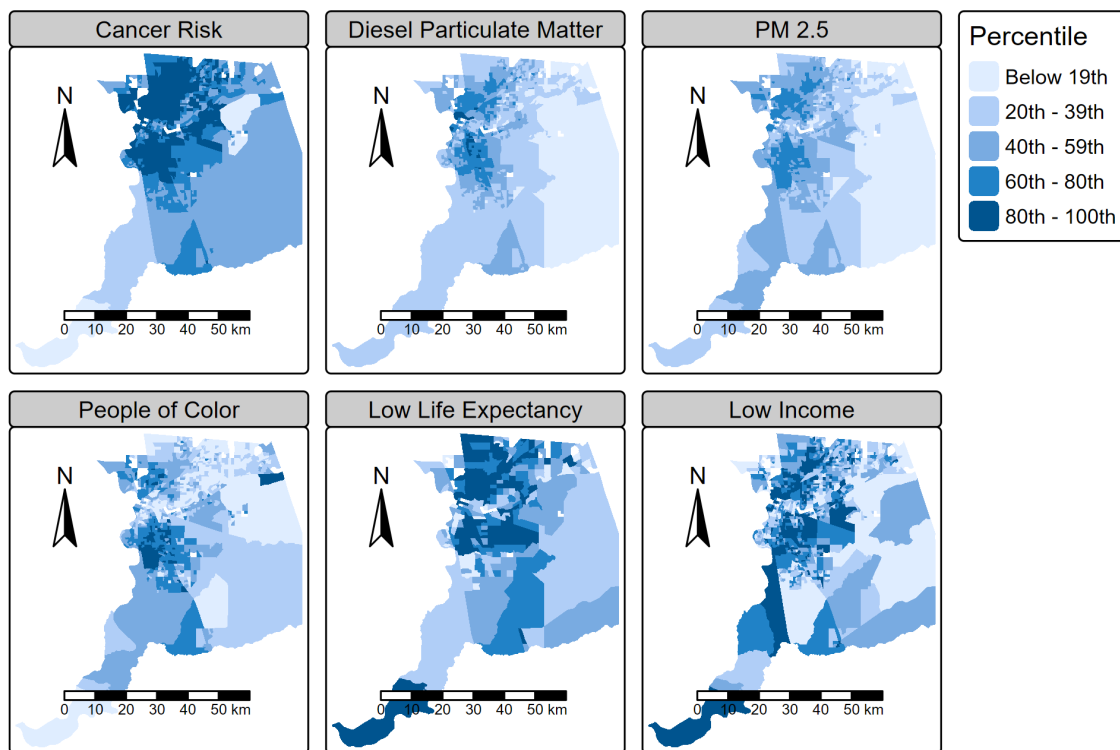 Cancer Risk
Diesel Particulate Matter
PM 2.5
Percentile
Below 19th
20th - 39th
40th - 59th
60th - 80th
80th - 100th
N
N
N
0 10 20 30 40 50 km
0 10 20 30 40 50 km
0 10 20 30 40 50 km
People of Color
Low Life Expectancy
Low Income
N
N
N
0 10 20 30 40 50 km
0 10 20 30 40 50 km
0 10 20 30 40 50 km